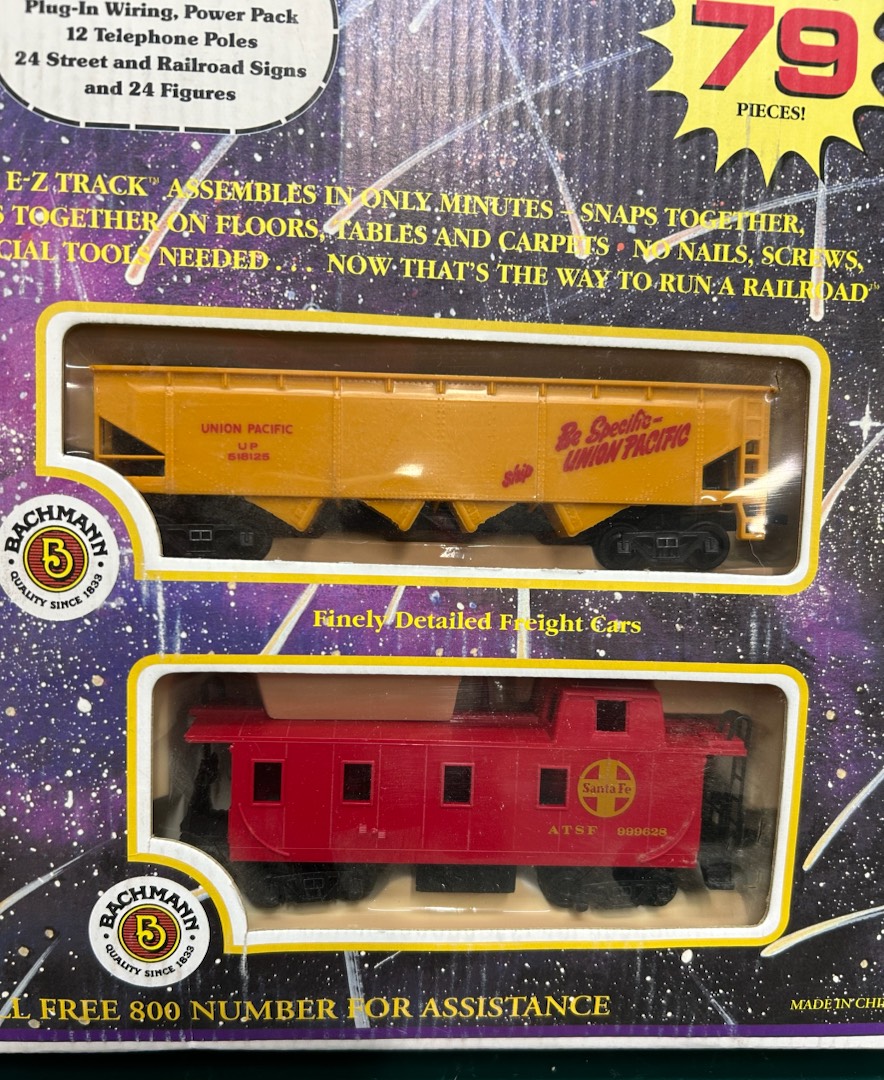 Plug-In Wiring, Power Pack
12 Telephone Poles
24 Street and Railroad Signs
and 24 Figures
79
PIECES!
E-Z TRACK™ ASSEMBLES IN ONLY MINUTES – SNAPS TOGETHER,
TOGETHER ON FLOORS, TABLES AND CARPETS • NO NAILS, SCREWS,
TOOLS NEEDED . . . NOW THAT'S THE WAY TO RUN A RAILROAD™
UNION PACIFIC
UP
518125
Be Specific–
ship UNION PACIFIC
BACHMANN
B
QUALITY SINCE 1833
Finely Detailed Freight Cars
Santa Fe
ATSF 999628
BACHMANN
B
QUALITY SINCE 1833
FREE 800 NUMBER FOR ASSISTANCE
MADE IN